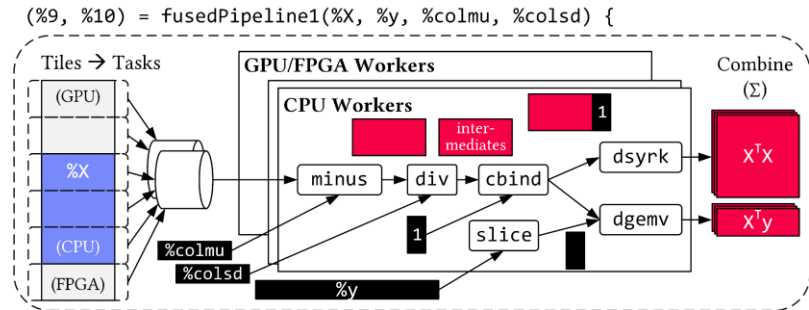 (%9, %10) = fusedPipeline1(%X, %y, %colmu, %colsd) {
Tiles → Tasks
GPU/FPGA Workers
Combine
(Σ)
(GPU)
CPU Workers
1
inter-
mediates
%X
minus
div
cbind
dsyrk
XᵀX
(CPU)
%colmu
1
slice
dgemv
Xᵀy
%colsd
(FPGA)
%y